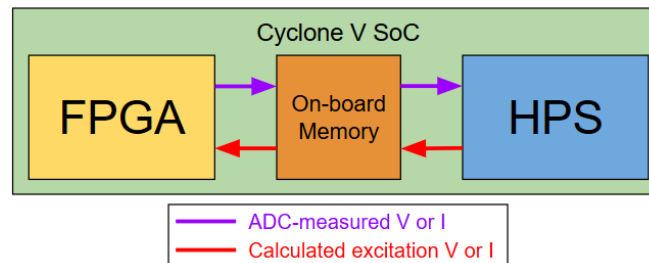 Cyclone V SoC
FPGA
On-board
Memory
HPS
ADC-measured V or I
Calculated excitation V or I